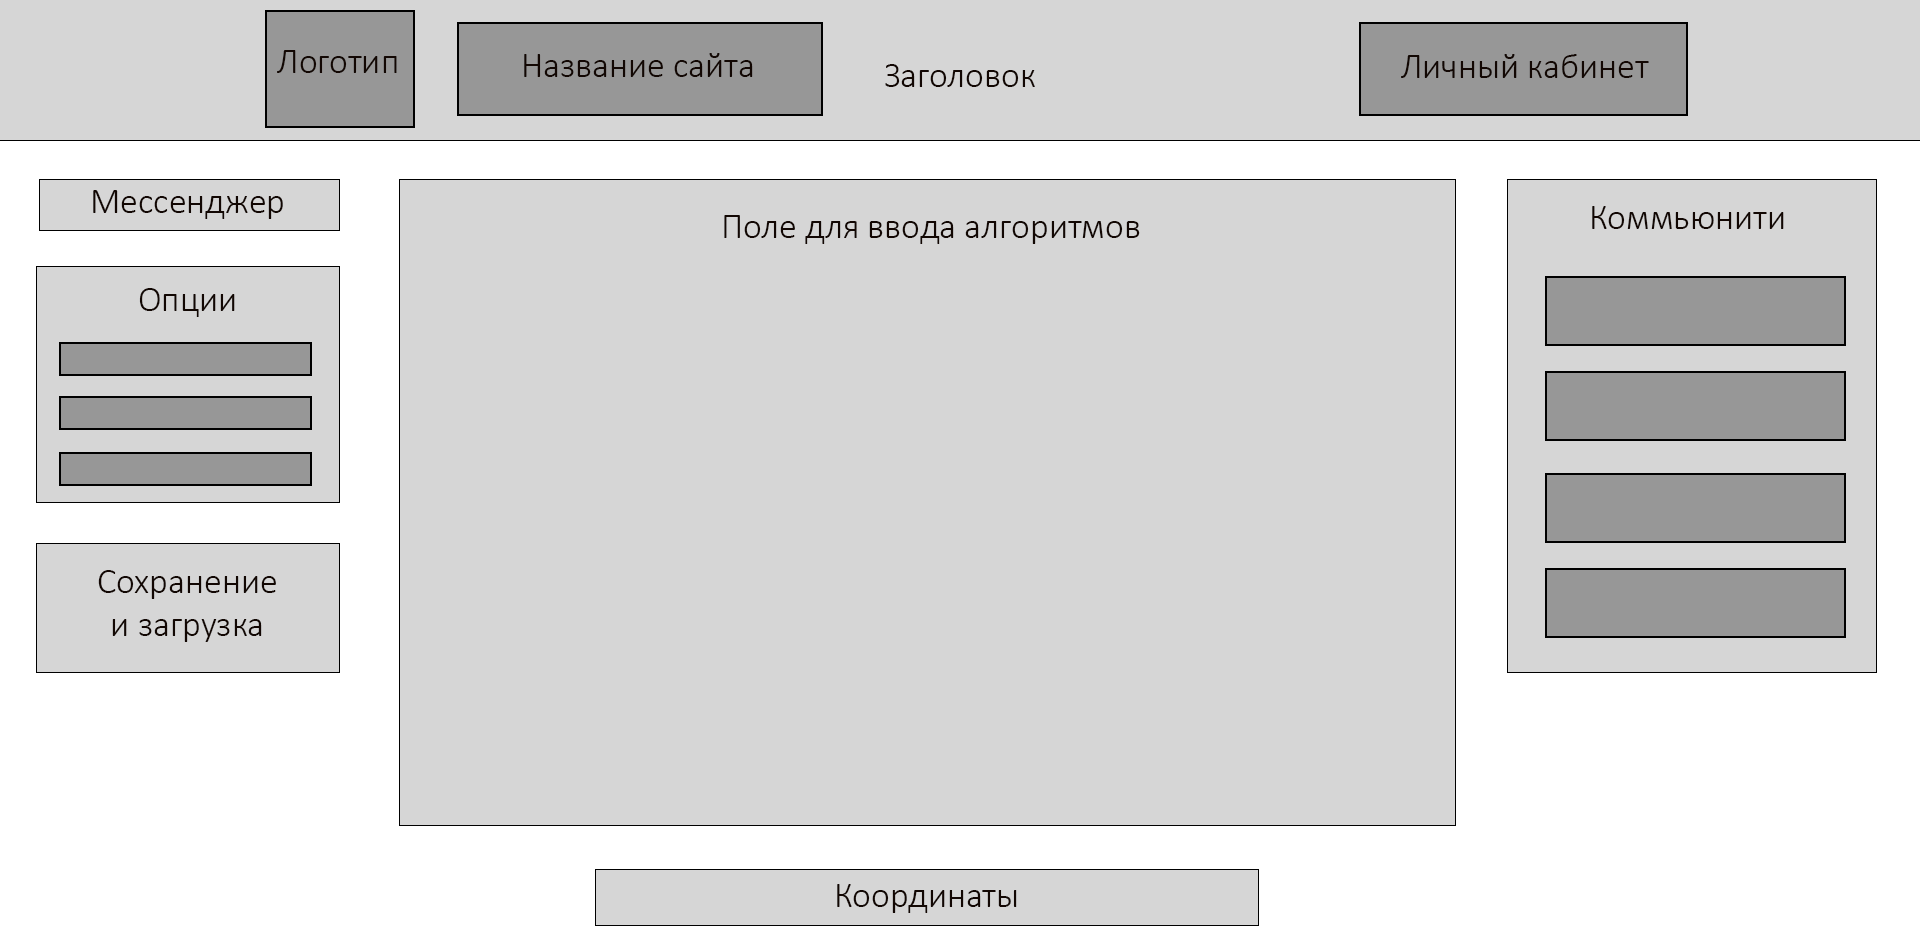 Логотип
Название сайта
Заголовок
Личный кабинет
Мессенджер
Опции
Сохранение
и загрузка
Поле для ввода алгоритмов
Коммьюнити
Координаты